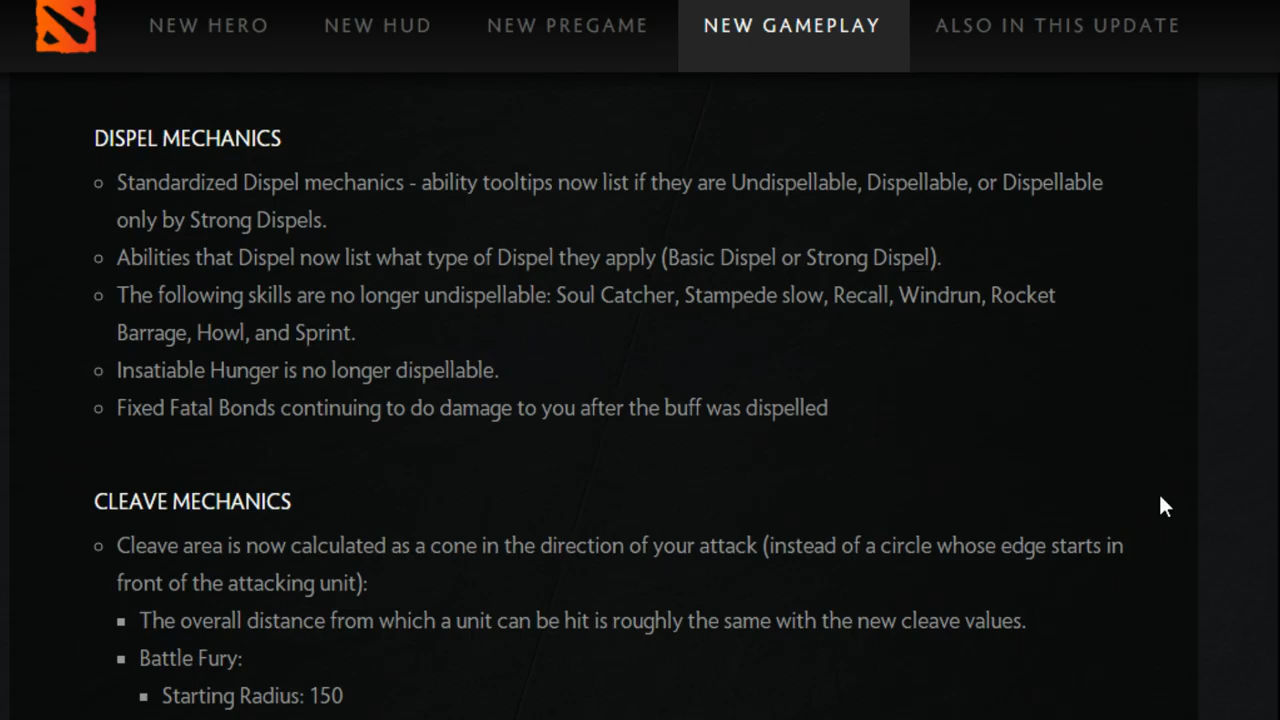 NEW HERO NEW HUD NEW PREGAME NEW GAMEPLAY ALSO IN THIS UPDATE
DISPEL MECHANICS
Standardized Dispel mechanics - ability tooltips now list if they are Undispellable, Dispellable, or Dispellable
only by Strong Dispels.
Abilities that Dispel now list what type of Dispel they apply (Basic Dispel or Strong Dispel).
The following skills are no longer undispellable: Soul Catcher, Stampede slow, Recall, Windrun, Rocket
Barrage, Howl, and Sprint.
Insatiable Hunger is no longer dispellable.
Fixed Fatal Bonds continuing to do damage to you after the buff was dispelled
CLEAVE MECHANICS
Cleave area is now calculated as a cone in the direction of your attack (instead of a circle whose edge starts in
front of the attacking unit):
The overall distance from which a unit can be hit is roughly the same with the new cleave values.
Battle Fury:
Starting Radius: 150